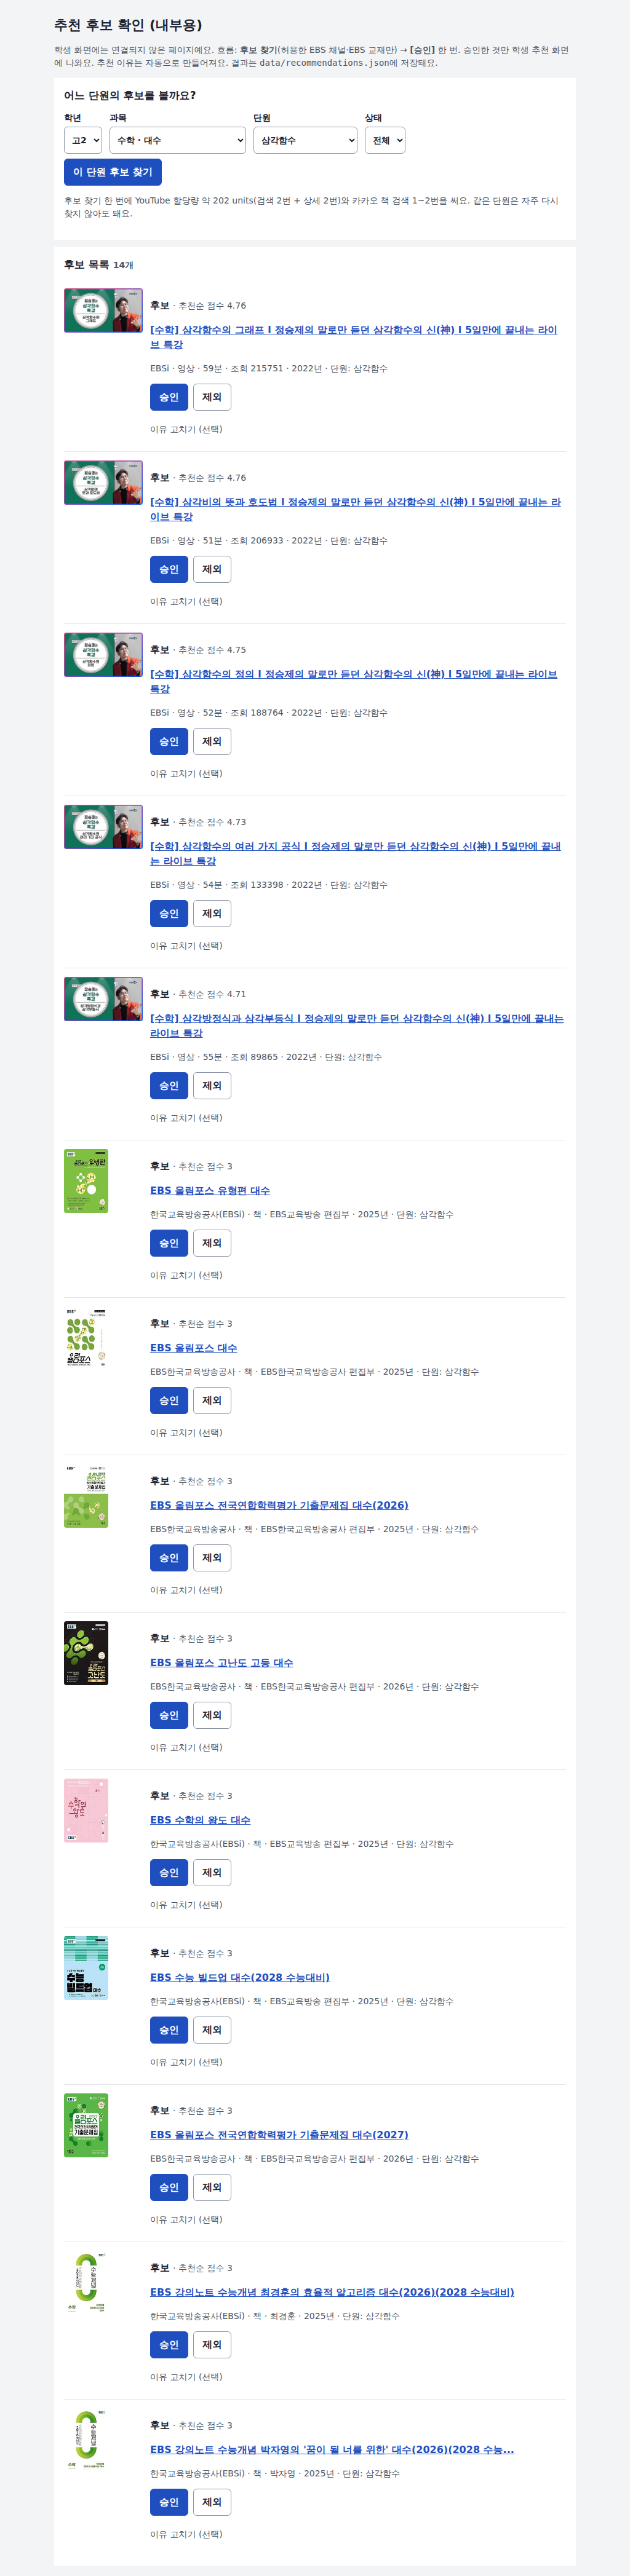 추천 후보 확인 (내부용)
학생 화면에는 연결되지 않은 페이지예요. 흐름: 후보 찾기(허용한 EBS 채널·EBS 교재만) → [승인] 한 번. 승인한 것만 학생 추천 화면
에 나와요. 추천 이유는 자동으로 만들어져요. 결과는 data/recommendations.json에 저장돼요.
어느 단원의 후보를 볼까요?
학년 과목 단원 상태
고2 수학 · 대수 삼각함수 전체
이 단원 후보 찾기
후보 찾기 한 번에 YouTube 할당량 약 202 units(검색 2번 + 상세 2번)와 카카오 책 검색 1~2번을 써요. 같은 단원은 자주 다시
찾지 않아도 돼요.
후보 목록 14개
후보 · 추천순 점수 4.76
[수학] 삼각함수의 그래프 I 정승제의 말로만 듣던 삼각함수의 신(神) I 5일만에 끝내는 라이
브 특강
EBSi · 영상 · 59분 · 조회 215751 · 2022년 · 단원: 삼각함수
승인 제외
이유 고치기 (선택)
후보 · 추천순 점수 4.76
[수학] 삼각비의 뜻과 호도법 I 정승제의 말로만 듣던 삼각함수의 신(神) I 5일만에 끝내는 라
이브 특강
EBSi · 영상 · 51분 · 조회 206933 · 2022년 · 단원: 삼각함수
승인 제외
이유 고치기 (선택)
후보 · 추천순 점수 4.75
[수학] 삼각함수의 정의 I 정승제의 말로만 듣던 삼각함수의 신(神) I 5일만에 끝내는 라이브
특강
EBSi · 영상 · 52분 · 조회 188764 · 2022년 · 단원: 삼각함수
승인 제외
이유 고치기 (선택)
후보 · 추천순 점수 4.73
[수학] 삼각함수의 여러 가지 공식 I 정승제의 말로만 듣던 삼각함수의 신(神) I 5일만에 끝내
는 라이브 특강
EBSi · 영상 · 54분 · 조회 133398 · 2022년 · 단원: 삼각함수
승인 제외
이유 고치기 (선택)
후보 · 추천순 점수 4.71
[수학] 삼각방정식과 삼각부등식 I 정승제의 말로만 듣던 삼각함수의 신(神) I 5일만에 끝내는
라이브 특강
EBSi · 영상 · 55분 · 조회 89865 · 2022년 · 단원: 삼각함수
승인 제외
이유 고치기 (선택)
후보 · 추천순 점수 3
EBS 올림포스 유형편 대수
한국교육방송공사(EBSi) · 책 · EBS교육방송 편집부 · 2025년 · 단원: 삼각함수
승인 제외
이유 고치기 (선택)
후보 · 추천순 점수 3
EBS 올림포스 대수
EBS한국교육방송공사 · 책 · EBS한국교육방송공사 편집부 · 2025년 · 단원: 삼각함수
승인 제외
이유 고치기 (선택)
후보 · 추천순 점수 3
EBS 올림포스 전국연합학력평가 기출문제집 대수(2026)
EBS한국교육방송공사 · 책 · EBS한국교육방송공사 편집부 · 2025년 · 단원: 삼각함수
승인 제외
이유 고치기 (선택)
후보 · 추천순 점수 3
EBS 올림포스 고난도 고등 대수
EBS한국교육방송공사 · 책 · EBS한국교육방송공사 편집부 · 2026년 · 단원: 삼각함수
승인 제외
이유 고치기 (선택)
후보 · 추천순 점수 3
EBS 수학의 왕도 대수
한국교육방송공사(EBSi) · 책 · EBS교육방송 편집부 · 2025년 · 단원: 삼각함수
승인 제외
이유 고치기 (선택)
후보 · 추천순 점수 3
EBS 수능 빌드업 대수(2028 수능대비)
한국교육방송공사(EBSi) · 책 · EBS교육방송 편집부 · 2025년 · 단원: 삼각함수
승인 제외
이유 고치기 (선택)
후보 · 추천순 점수 3
EBS 올림포스 전국연합학력평가 기출문제집 대수(2027)
EBS한국교육방송공사 · 책 · EBS한국교육방송공사 편집부 · 2026년 · 단원: 삼각함수
승인 제외
이유 고치기 (선택)
후보 · 추천순 점수 3
EBS 강의노트 수능개념 최경훈의 효율적 알고리즘 대수(2026)(2028 수능대비)
한국교육방송공사(EBSi) · 책 · 최경훈 · 2025년 · 단원: 삼각함수
승인 제외
이유 고치기 (선택)
후보 · 추천순 점수 3
EBS 강의노트 수능개념 박자영의 '꿈이 될 너를 위한' 대수(2026)(2028 수능...
한국교육방송공사(EBSi) · 책 · 박자영 · 2025년 · 단원: 삼각함수
승인 제외
이유 고치기 (선택)